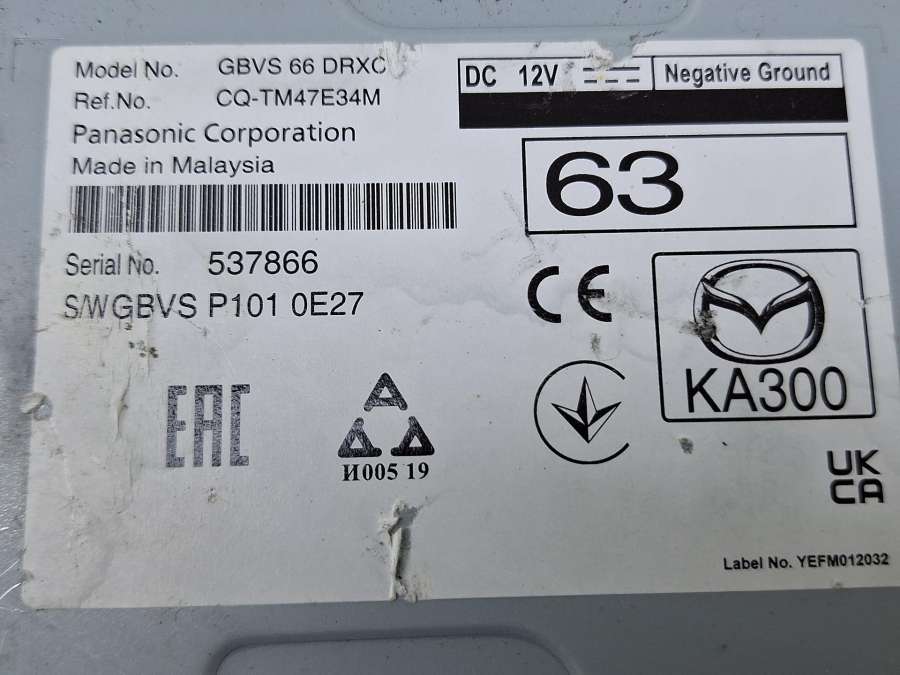 Model No. GBVS 66 DRXC
Ref.No. CQ-TM47E34M
Panasonic Corporation
Made in Malaysia
DC 12V Negative Ground
63
Serial No. 537866
S/WGBVS P101 0E27
CE
KA300
EAC
И005 19
UK
CA
Label No. YEFM012032